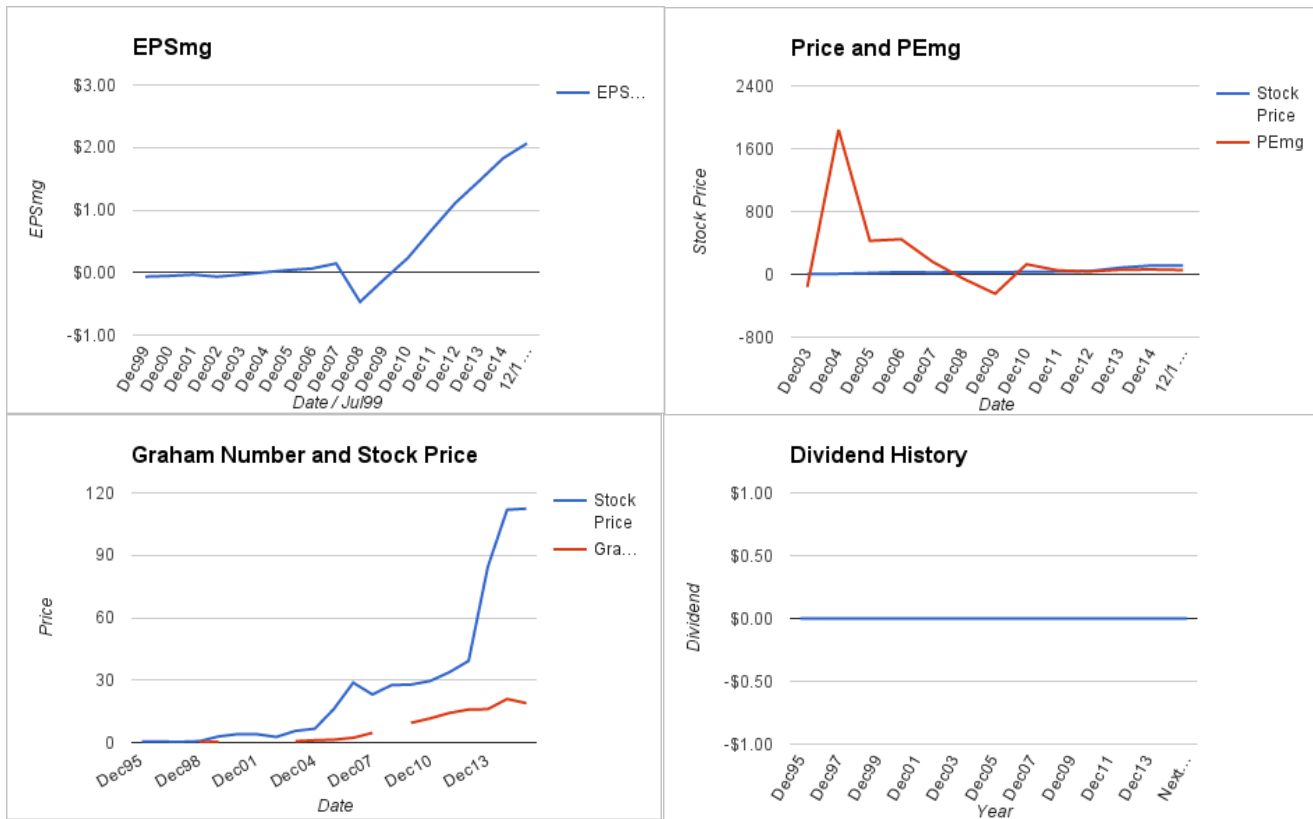 EPSmg
$3.00
$2.00
$1.00
$0.00
-$1.00
EPSmg
EPS...
Dec99
Dec00
Dec01
Dec02
Dec03
Dec04
Dec05
Dec06
Dec07
Dec08
Dec09
Dec10
Dec11
Dec12
Dec13
Dec14
12/1 ...
Date / Jul99
Price and PEmg
2400
1600
800
0
-800
Stock Price
Stock
Price
PEmg
Dec03
Dec04
Dec05
Dec06
Dec07
Dec08
Dec09
Dec10
Dec11
Dec12
Dec13
Dec14
12/1 ...
Date
Graham Number and Stock Price
120
90
60
30
0
Price
Stock
Price
Gra...
Dec95
Dec98
Dec01
Dec04
Dec07
Dec10
Dec13
Date
Dividend History
$1.00
$0.50
$0.00
-$0.50
-$1.00
Dividend
Dec95
Dec97
Dec99
Dec01
Dec03
Dec05
Dec07
Dec09
Dec11
Dec13
Next...
Year